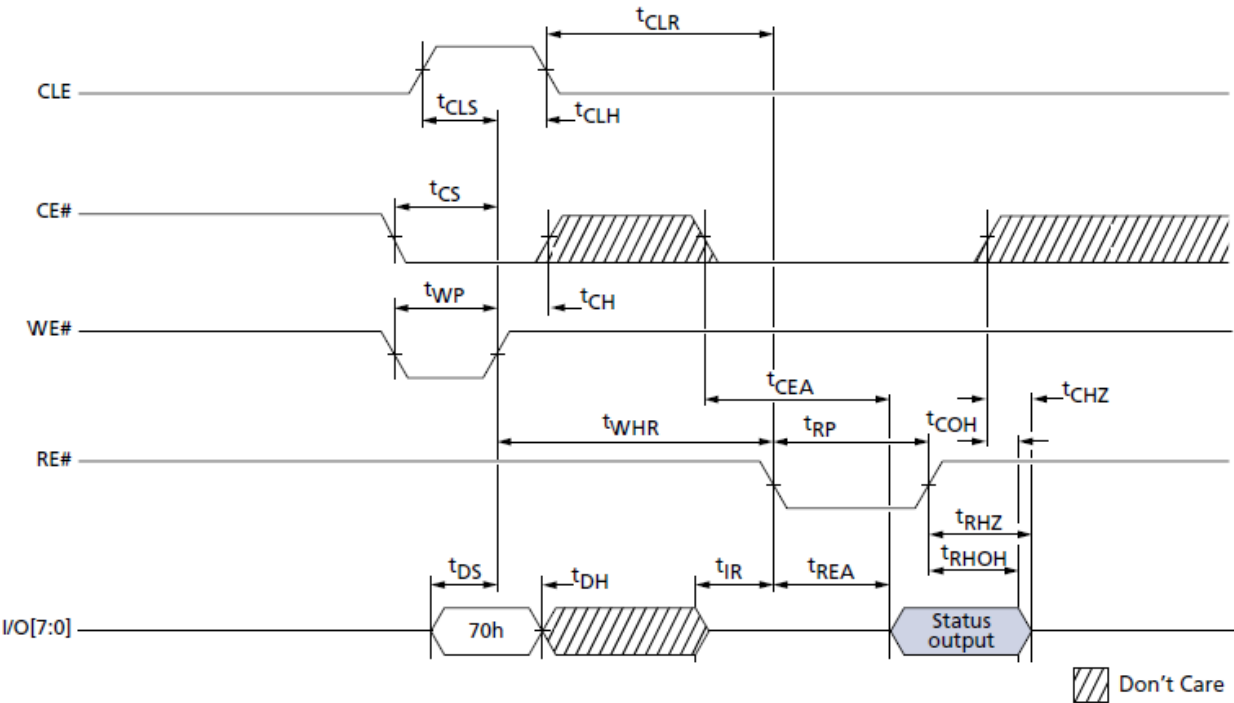 tCLR
CLE
tCLS
tCLH
tCS
CE#
tWP
tCH
WE#
tCEA
tCHZ
tWHR
tRP
tCOH
RE#
tRHZ
tRHOH
tDS
tDH
tIR
tREA
I/O[7:0]
70h
Status
output
Don't Care